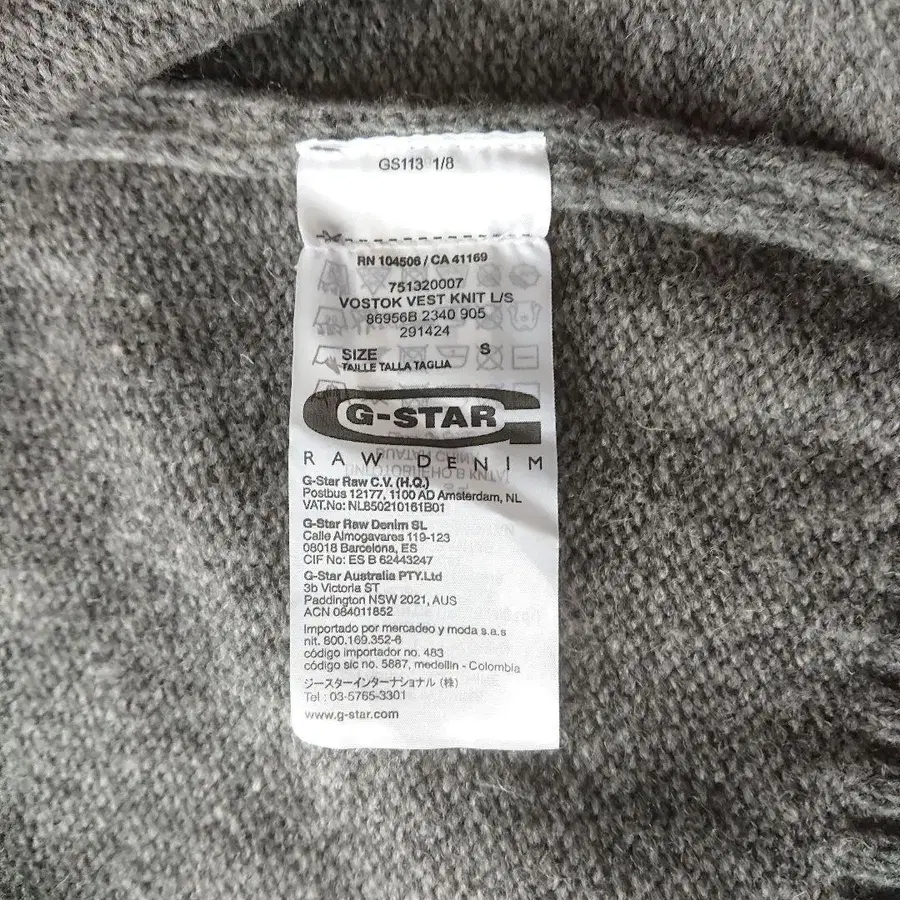 GS113 1/8
RN 104506 / CA 41169
751320007
VOSTOK VEST KNIT L/S
86956B 2340 905
291424
SIZE S
TAILLE TALLA TAGLIA
G-STAR
RAW DENIM
G-Star Raw C.V. (H.Q.)
Postbus 12177, 1100 AD Amsterdam, NL
VAT.No: NL850210161B01
G-Star Raw Denim SL
Calle Almogavares 119-123
08018 Barcelona, ES
CIF No: ES B 62443247
G-Star Australia PTY.Ltd
3b Victoria ST
Paddington NSW 2021, AUS
ACN 084011852
Importado por mercadeo y moda s.a.s
nit. 800.169.352-6
código importador no. 483
código sic no. 5887, medellin - Colombia
ジースターインターナショナル (株)
Tel : 03-5765-3301
www.g-star.com